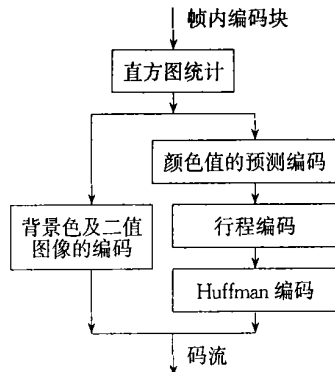 帧内编码块
直方图统计
颜色值的预测编码
背景色及二值
图像的编码
行程编码
Huffman 编码
码流